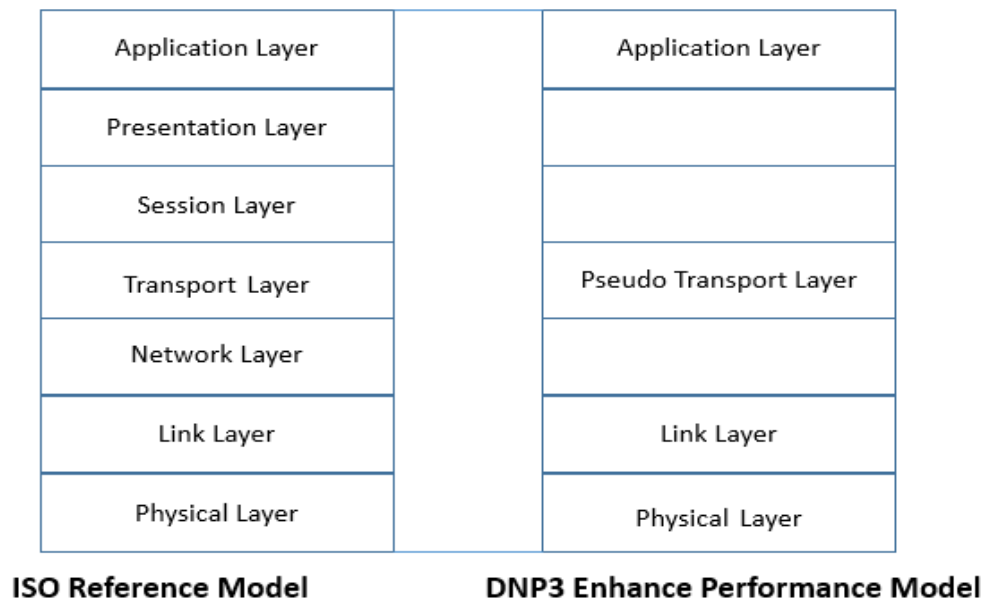 Application Layer
Presentation Layer
Session Layer
Transport Layer
Network Layer
Link Layer
Physical Layer
ISO Reference Model
Application Layer
Pseudo Transport Layer
Link Layer
Physical Layer
DNP3 Enhance Performance Model